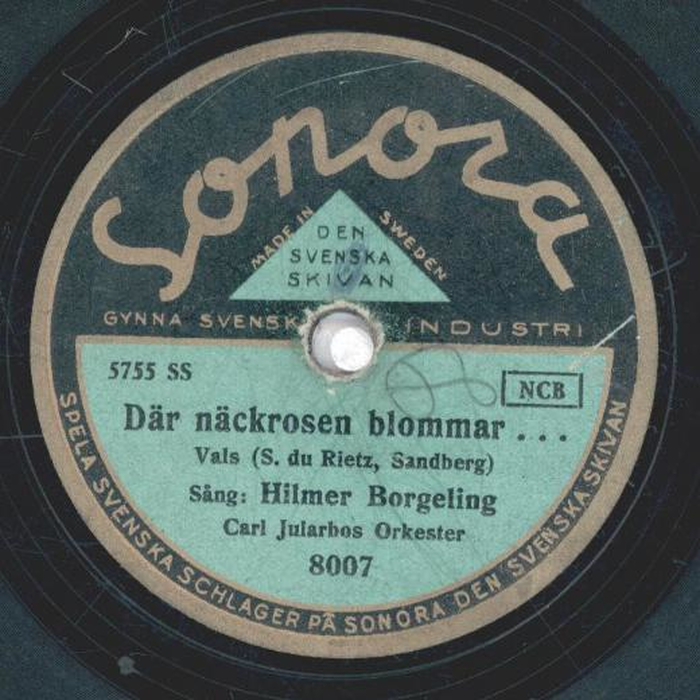 Sonora
MADE IN SWEDEN
DEN
SVENSKA
SKIVAN
GYNNA SVENSK INDUSTRI
5755 SS
NCB
Där näckrosen blommar ...
Vals (S. du Rietz, Sandberg)
Sång: Hilmer Borgeling
Carl Jularbos Orkester
8007
SPELA SVENSKA SCHLAGER PÅ SONORA DEN SVENSKA SKIVAN